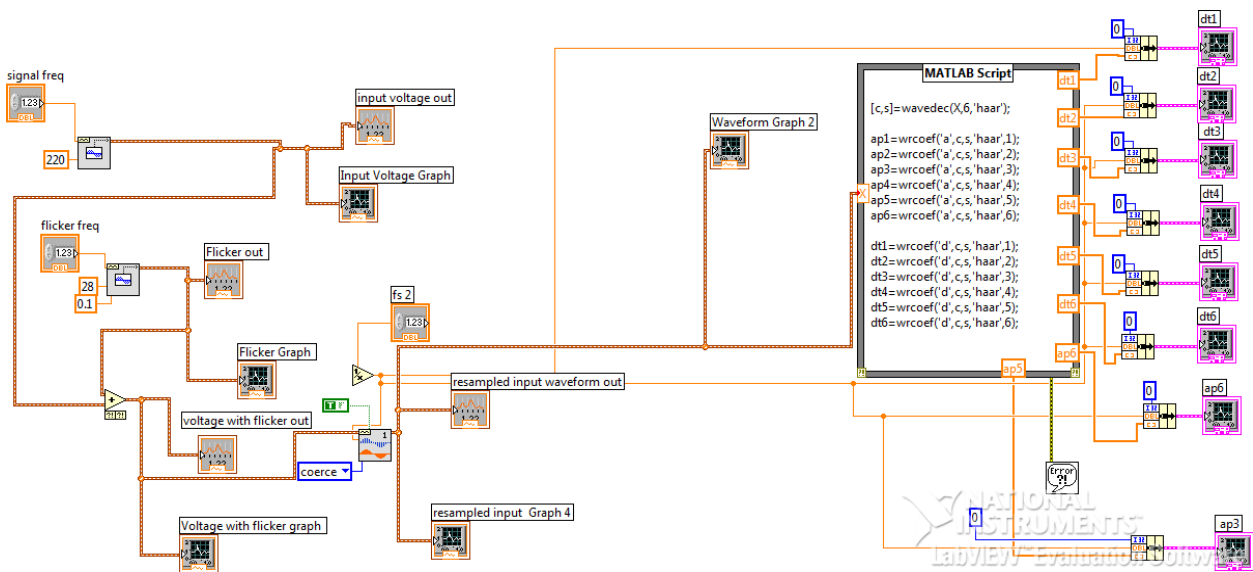 signal freq
1.23
DBL
220
input voltage out
1.23
Input Voltage Graph
flicker freq
1.23
DBL
28
0.1
Flicker out
Flicker Graph
voltage with flicker out
Voltage with flicker graph
fs 2
1.23
DBL
T F
coerce
1
resampled input waveform out
1.23
resampled input Graph 4
Waveform Graph 2
MATLAB Script
[c,s]=wavedec(X,6,'haar');
ap1=wrcoef('a',c,s,'haar',1);
ap2=wrcoef('a',c,s,'haar',2);
ap3=wrcoef('a',c,s,'haar',3);
ap4=wrcoef('a',c,s,'haar',4);
ap5=wrcoef('a',c,s,'haar',5);
ap6=wrcoef('a',c,s,'haar',6);
dt1=wrcoef('d',c,s,'haar',1);
dt2=wrcoef('d',c,s,'haar',2);
dt3=wrcoef('d',c,s,'haar',3);
dt4=wrcoef('d',c,s,'haar',4);
dt5=wrcoef('d',c,s,'haar',5);
dt6=wrcoef('d',c,s,'haar',6);
X
dt1
dt2
dt3
dt4
dt5
dt6
ap6
ap5
Error
?!
0
dt1
0
dt2
0
dt3
0
dt4
0
dt5
0
dt6
0
ap6
0
ap3
NATIONAL
INSTRUMENTS
LabVIEW Evaluation Software